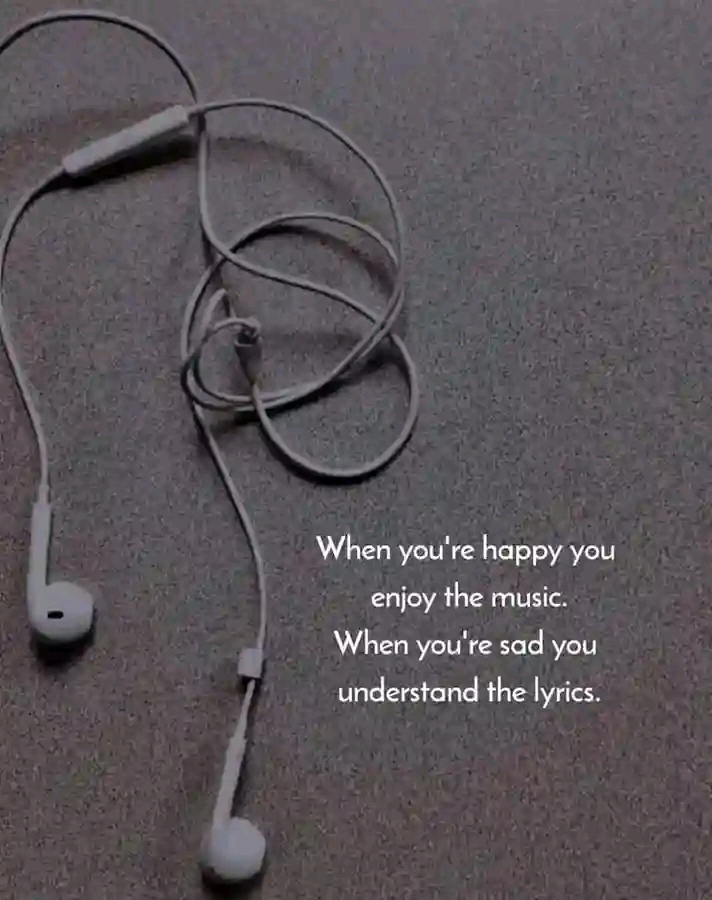 When you're happy you
enjoy the music.
When you're sad you
understand the lyrics.